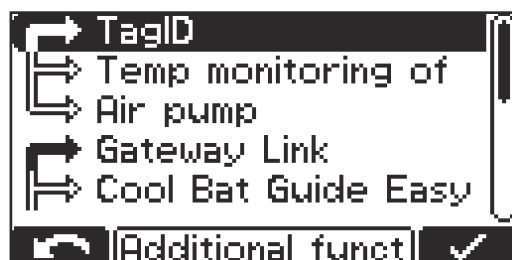 TagID
Temp monitoring of
Air pump
Gateway Link
Cool Bat Guide Easy
Additional funct